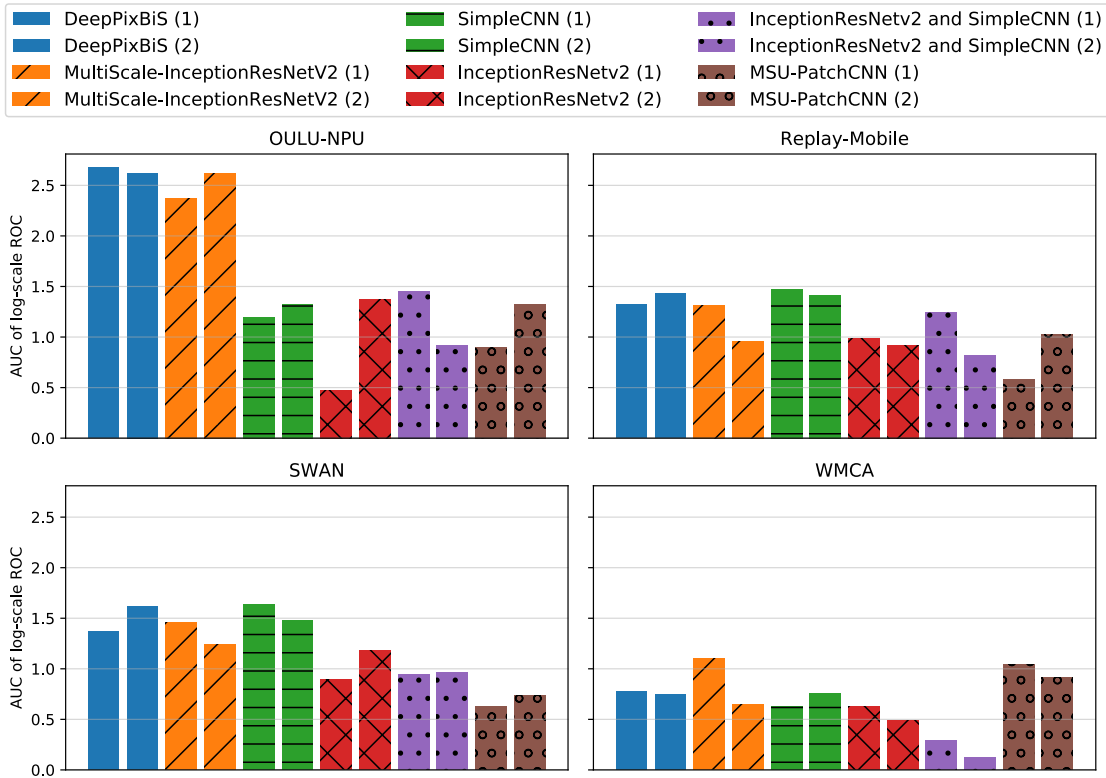 DeepPixBiS (1)
DeepPixBiS (2)
MultiScale-InceptionResNetV2 (1)
MultiScale-InceptionResNetV2 (2)
SimpleCNN (1)
SimpleCNN (2)
InceptionResNetv2 (1)
InceptionResNetv2 (2)
InceptionResNetv2 and SimpleCNN (1)
InceptionResNetv2 and SimpleCNN (2)
MSU-PatchCNN (1)
MSU-PatchCNN (2)
OULU-NPU
AUC of log-scale ROC
2.5
2.0
1.5
1.0
0.5
0.0
Replay-Mobile
SWAN
AUC of log-scale ROC
2.5
2.0
1.5
1.0
0.5
0.0
WMCA